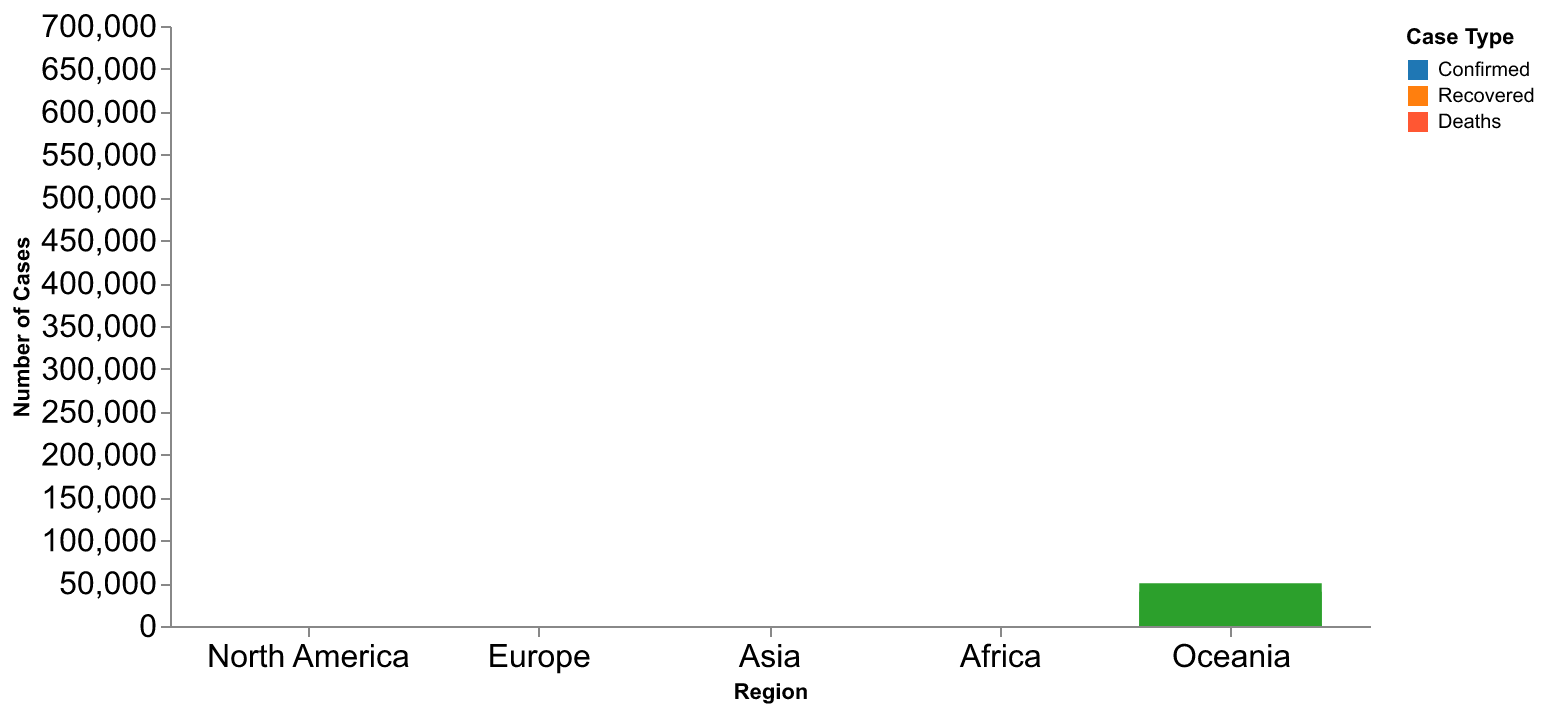 700,000
650,000
600,000
550,000
500,000
450,000
400,000
350,000
300,000
250,000
200,000
150,000
100,000
50,000
0
Number of Cases
North America Europe Asia Africa Oceania
Region
Case Type
Confirmed
Recovered
Deaths